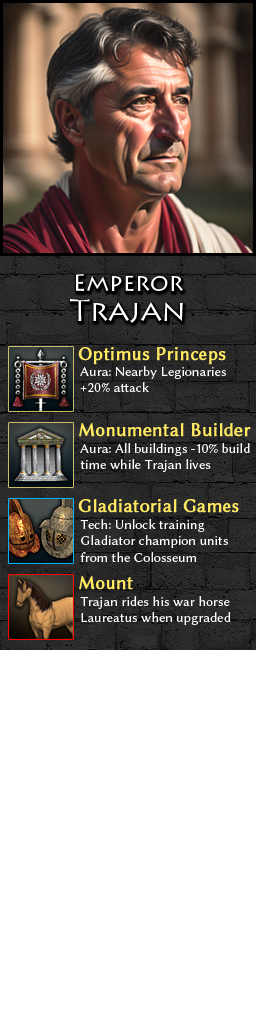 Emperor
Trajan
Optimus Princeps
Aura: Nearby Legionaries
+20% attack
Monumental Builder
Aura: All buildings -10% build
time while Trajan lives
Gladiatorial Games
Tech: Unlock training
Gladiator champion units
from the Colosseum
Mount
Trajan rides his war horse
Laureatus when upgraded